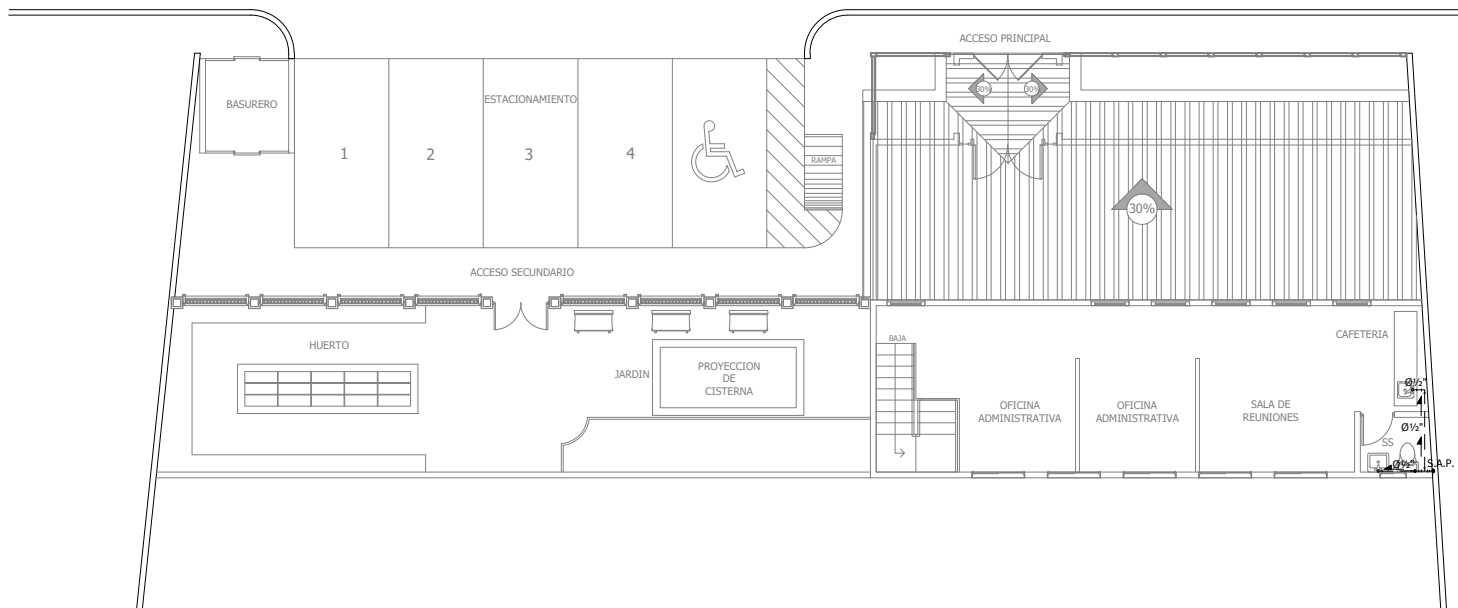 ACCESO PRINCIPAL
BASURERO
ESTACIONAMIENTO
30%
30%
1
2
3
4
RAMPA
30%
ACCESO SECUNDARIO
HUERTO
BAJA
CAFETERIA
JARDIN
PROYECCION
DE
CISTERNA
OFICINA
ADMINISTRATIVA
OFICINA
ADMINISTRATIVA
SALA DE
REUNIONES
Ø½"
Ø½"
SS
Ø½"
S.A.P.